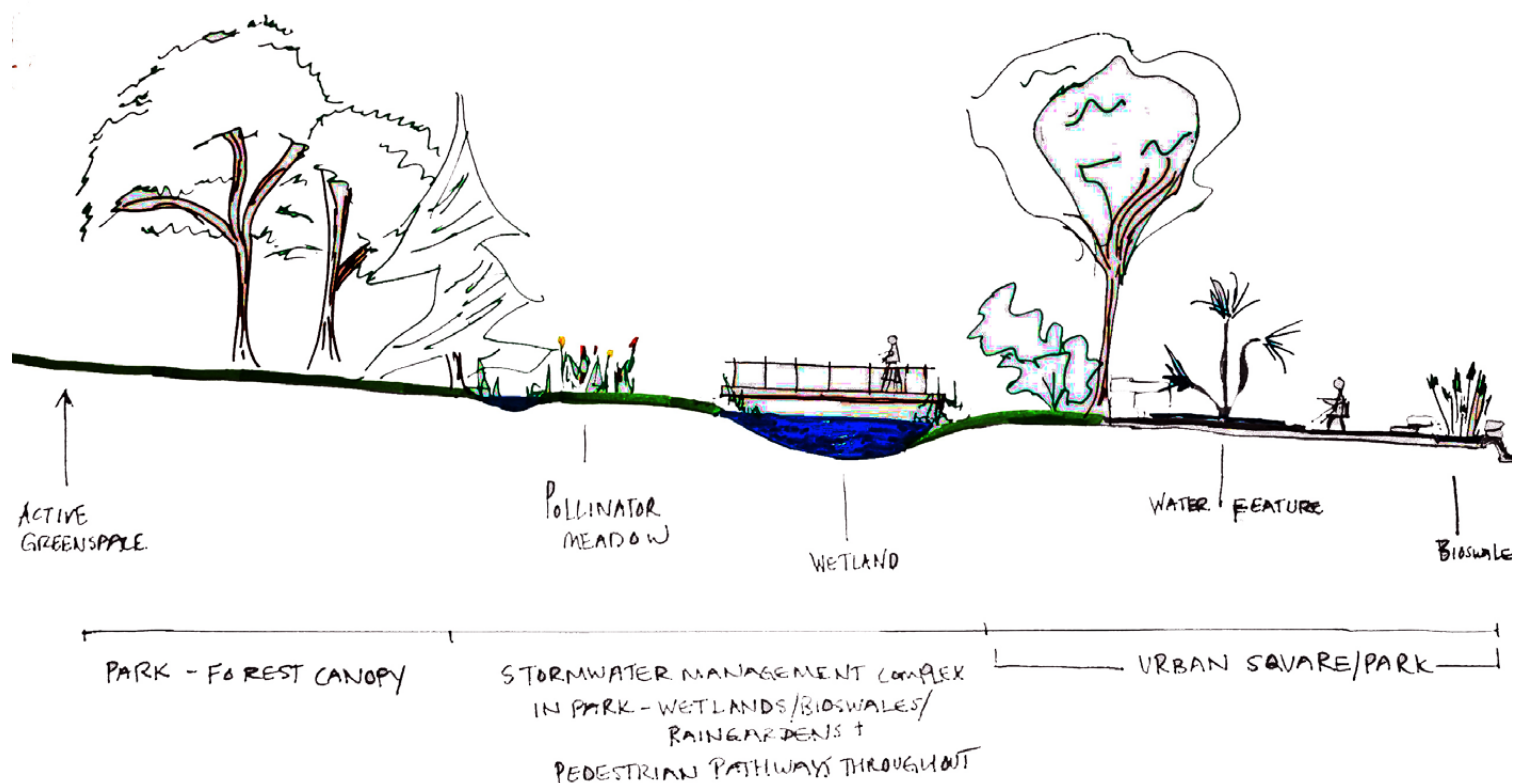 ACTIVE
GREENSPACE
POLLINATOR
MEADOW
WETLAND
WATER FEATURE
BIOSWALE
PARK - FOREST CANOPY
STORMWATER MANAGEMENT COMPLEX
IN PARK - WETLANDS/BIOSWALES/
RAINGARDENS +
PEDESTRIAN PATHWAYS THROUGHOUT
URBAN SQUARE/PARK